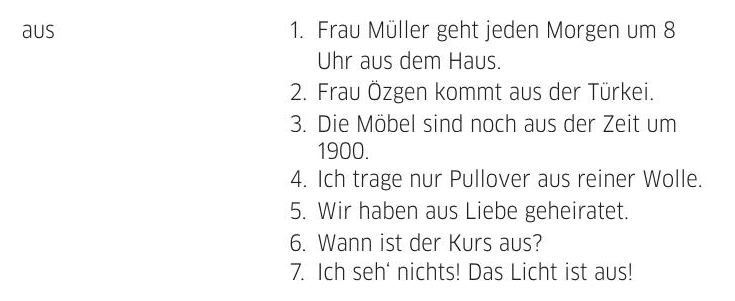 aus
1. Frau Müller geht jeden Morgen um 8
Uhr aus dem Haus.
2. Frau Özgen kommt aus der Türkei.
3. Die Möbel sind noch aus der Zeit um
1900.
4. Ich trage nur Pullover aus reiner Wolle.
5. Wir haben aus Liebe geheiratet.
6. Wann ist der Kurs aus?
7. Ich seh‘ nichts! Das Licht ist aus!